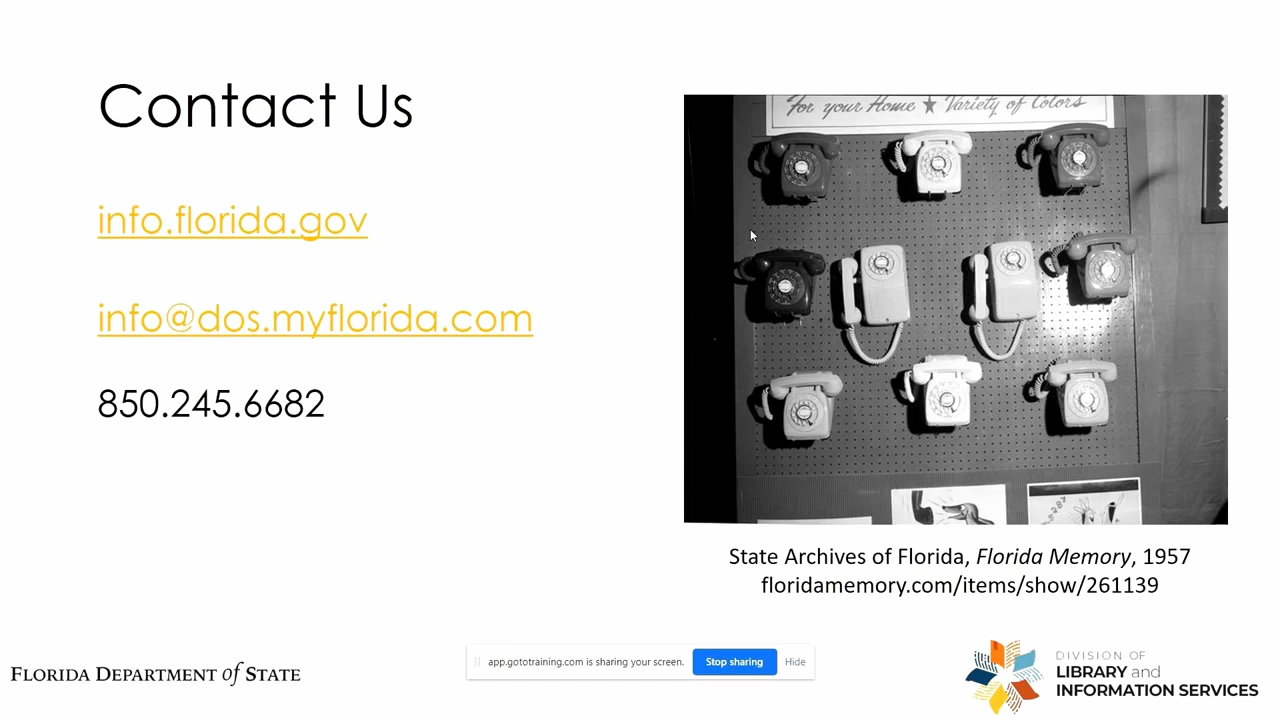 Contact Us
info.florida.gov
info@dos.myflorida.com
850.245.6682
For your Home ★ Variety of Colors
State Archives of Florida, Florida Memory, 1957
floridamemory.com/items/show/261139
FLORIDA DEPARTMENT of STATE
app.gototraining.com is sharing your screen. Stop sharing Hide
DIVISION OF
LIBRARY and
INFORMATION SERVICES